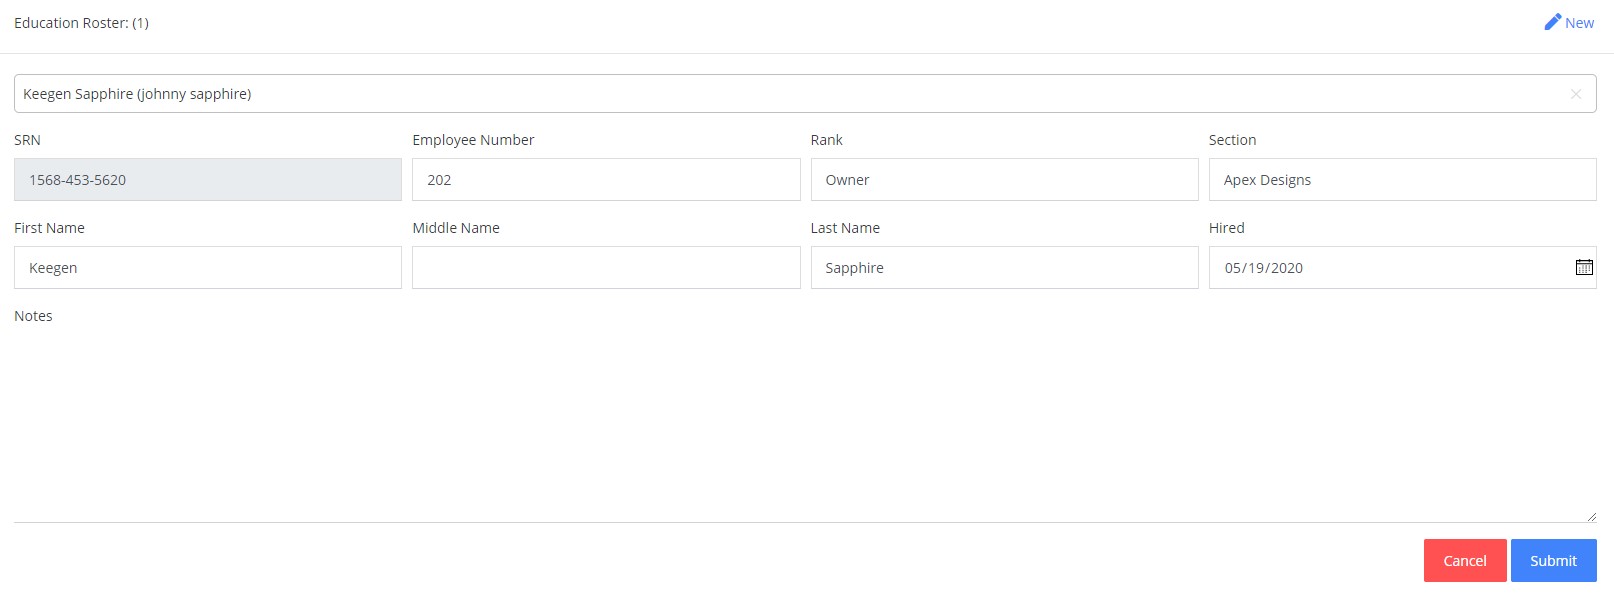 Education Roster: (1)
New
Keegen Sapphire (johnny sapphire)
SRN
Employee Number
Rank
Section
1568-453-5620
202
Owner
Apex Designs
First Name
Middle Name
Last Name
Hired
Keegen
Sapphire
05/19/2020
Notes
Cancel
Submit